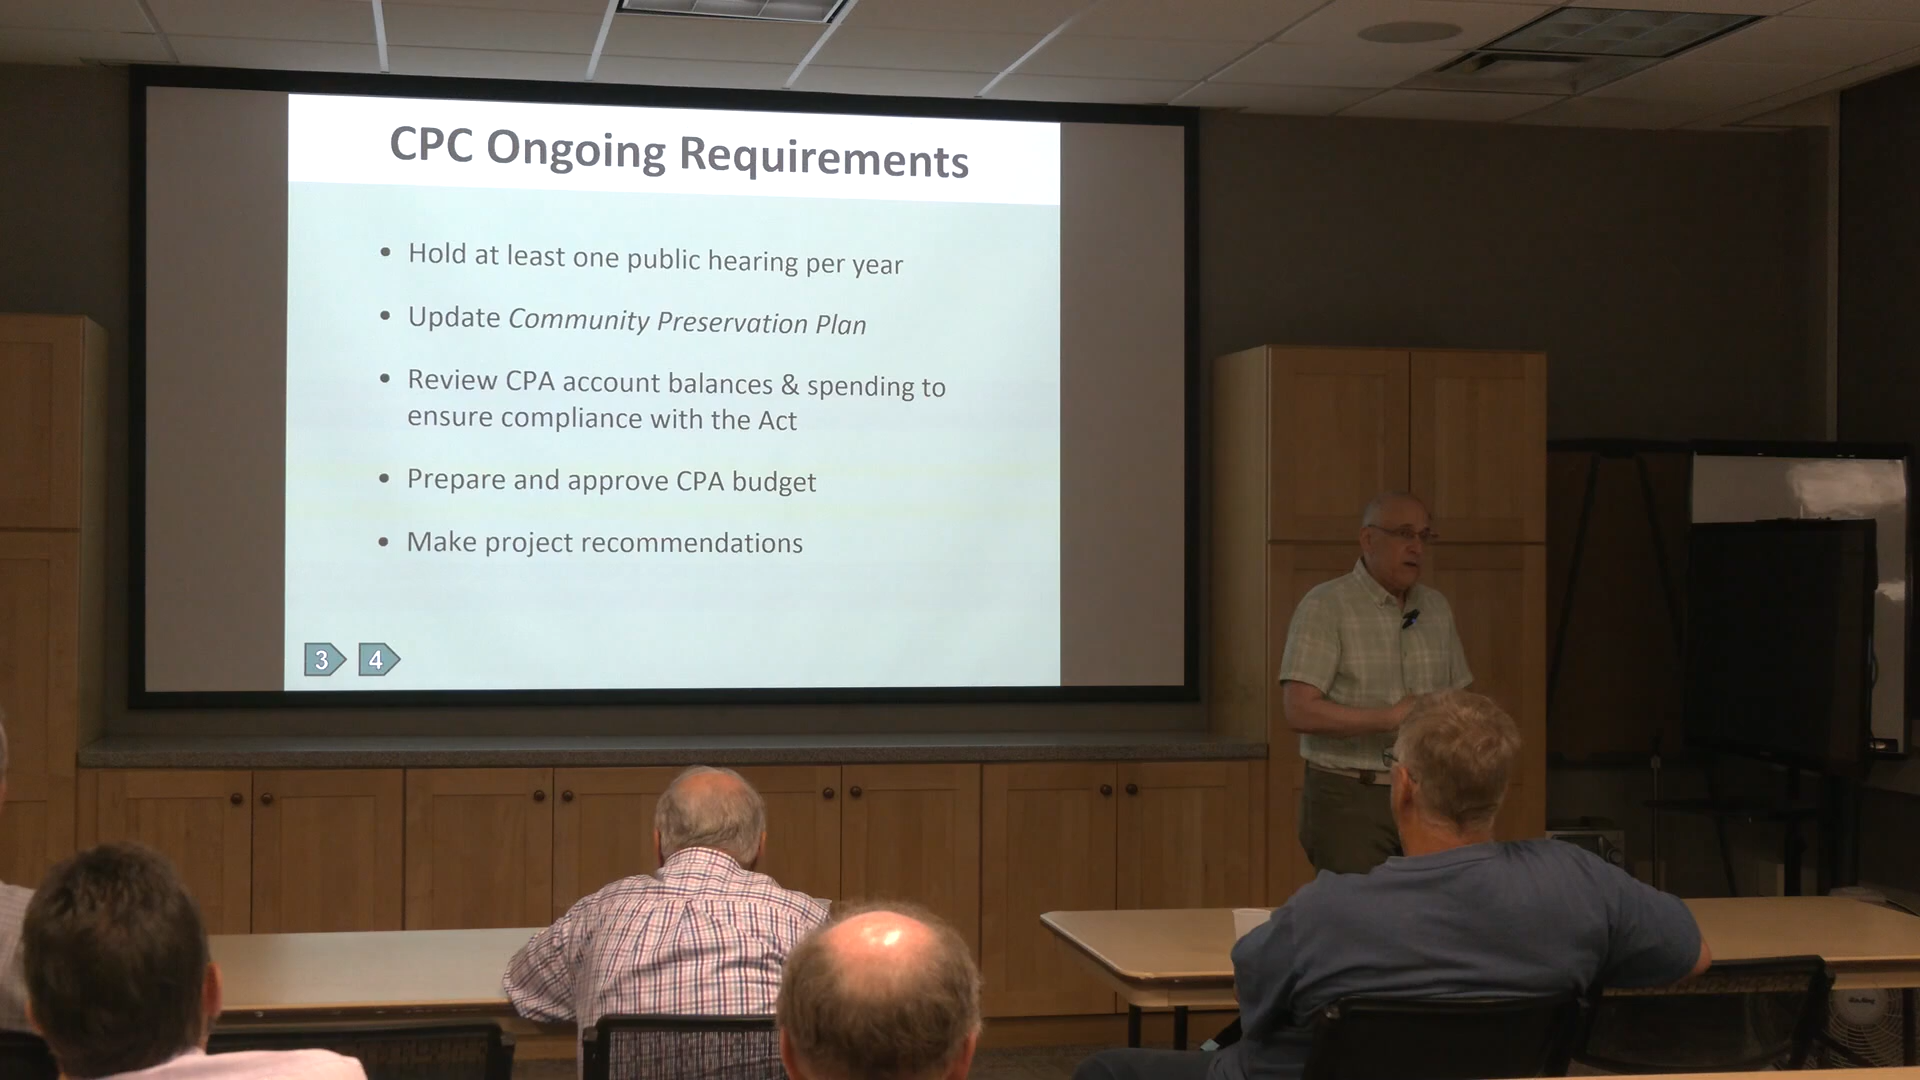 CPC Ongoing Requirements
• Hold at least one public hearing per year
• Update Community Preservation Plan
• Review CPA account balances & spending to
ensure compliance with the Act
• Prepare and approve CPA budget
• Make project recommendations
3 4